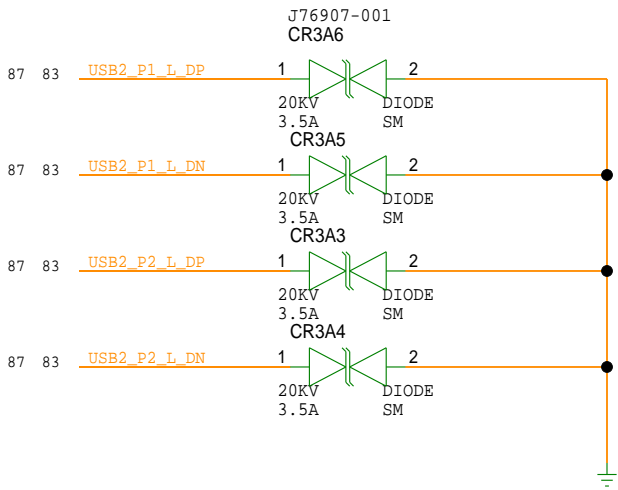 J76907-001
CR3A6
87 83 USB2_P1_L_DP 1 2
20KV DIODE
3.5A SM
CR3A5
87 83 USB2_P1_L_DN 1 2
20KV DIODE
3.5A SM
CR3A3
87 83 USB2_P2_L_DP 1 2
20KV DIODE
3.5A SM
CR3A4
87 83 USB2_P2_L_DN 1 2
20KV DIODE
3.5A SM